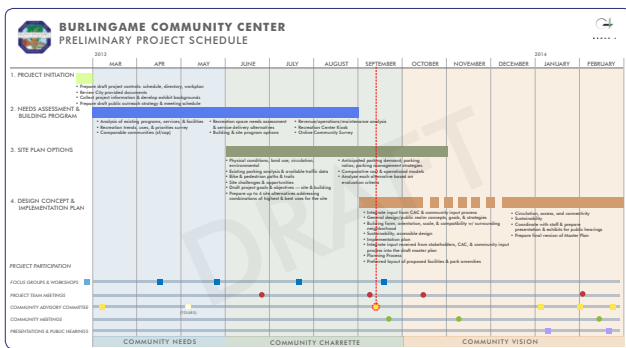 BURLINGAME COMMUNITY CENTER
PRELIMINARY PROJECT SCHEDULE
2013
2014
MAR APR MAY JUNE JULY AUGUST SEPTEMBER OCTOBER NOVEMBER DECEMBER JANUARY FEBRUARY
1. PROJECT INITIATION
• Prepare draft project controls: schedule, directory, workplan
• Review City provided documents
• Collect project information & develop exhibit backgrounds
• Prepare draft public outreach strategy & meeting schedule
2. NEEDS ASSESSMENT &
BUILDING PROGRAM
• Analysis of existing programs, services, & facilities
• Recreation trends, uses, & priorities survey
• Comparable communities
• Recreation space needs assessment
& service delivery alternatives
• Building & site program options
• Revenue/operations/maintenance analysis
• Recreation Center Kiosk
• Online Community Survey
3. SITE PLAN OPTIONS
• Physical conditions, land use, circulation,
environmental
• Existing parking analysis & available traffic data
• Bike & pedestrian paths & trails
• Site challenges & opportunities
• Draft project goals & objectives — site & building
• Prepare up to 4 site alternatives addressing
combinations of highest & best uses for the site
• Anticipated parking demand, parking
ratios, parking management strategies
• Comparative cost & operational models
• Analyze each alternative based on
evaluation criteria
4. DESIGN CONCEPT &
IMPLEMENTATION PLAN
• Integrate input from CAC & community input process
• General design/public realm concepts, goals, & strategies
• Building form, orientation, scale, & compatibility w/ surrounding
neighborhood
• Sustainability, accessible design
• Implementation plan
• Integrate input received from stakeholders, CAC, & community input
process into the draft master plan
• Planning Process
• Preferred layout of proposed facilities & park amenities
• Circulation, access, and connectivity
• Sustainability
• Coordinate with staff & prepare
presentation & exhibits for public hearings
• Prepare final version of Master Plan
DRAFT
PROJECT PARTICIPATION
FOCUS GROUPS & WORKSHOPS
PROJECT TEAM MEETINGS
COMMUNITY ADVISORY COMMITTEE
(TOURS)
COMMUNITY MEETINGS
PRESENTATIONS & PUBLIC HEARINGS
COMMUNITY NEEDS COMMUNITY CHARRETTE COMMUNITY VISION